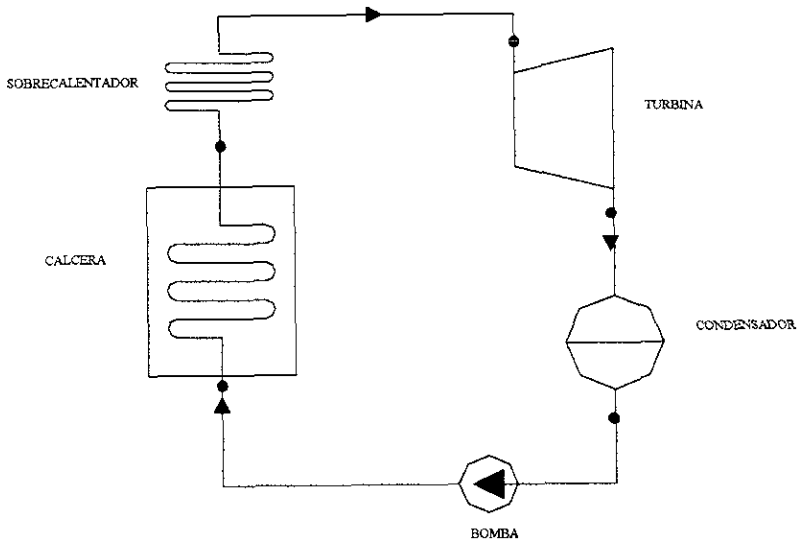 SOBRECALENTADOR
TURBINA
CALCERA
CONDENSADOR
BOMBA